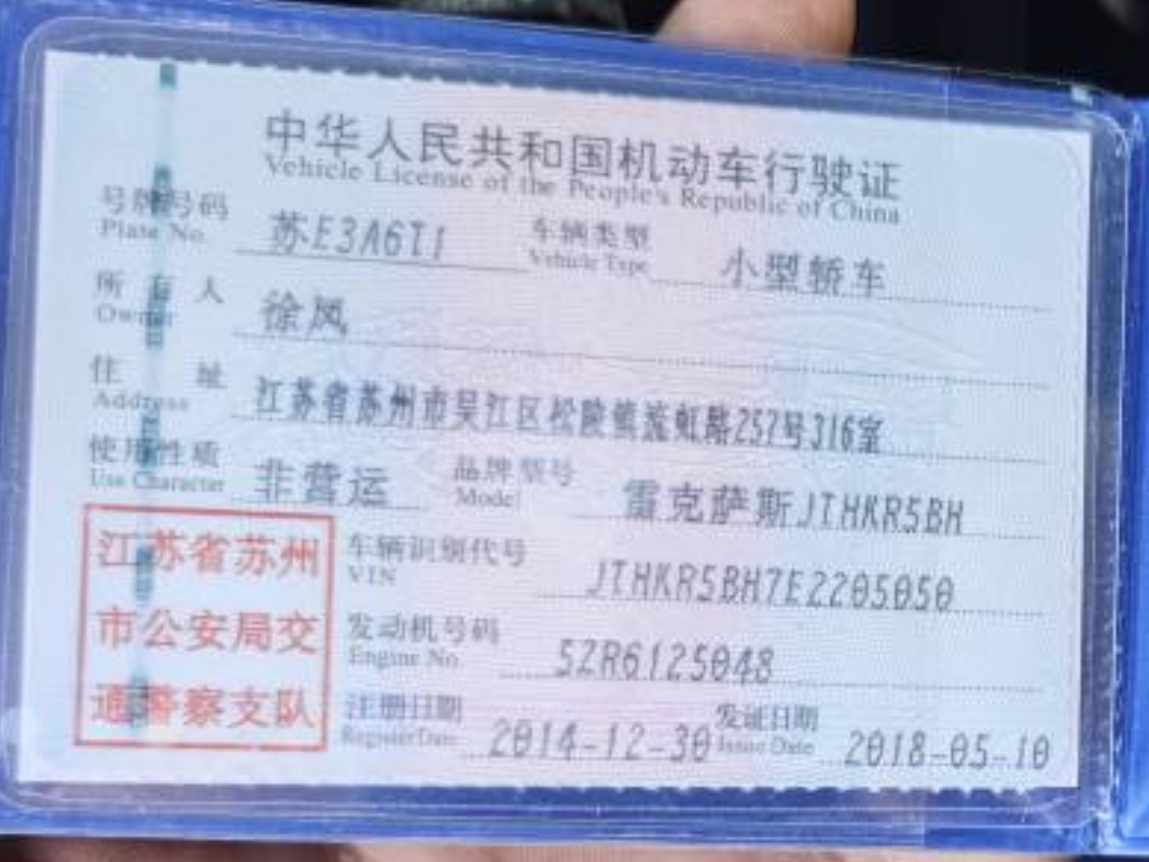 中华人民共和国机动车行驶证
Vehicle License of the People's Republic of China
号牌号码 苏E3A6T1 车辆类型 小型轿车
Plate No. Vehicle Type
所有人 徐凤
Owner
住址 江苏省苏州市吴江区松陵镇流虹路257号316室
Address
使用性质 非营运 品牌型号 雷克萨斯JTHKR5BH
Use Character Model
江苏省苏州
市公安局交
通警察支队
车辆识别代号 JTHKR5BH7E2205050
VIN
发动机号码 5ZR6125048
Engine No.
注册日期 2014-12-30 发证日期 2018-05-10
Register Date Issue Date